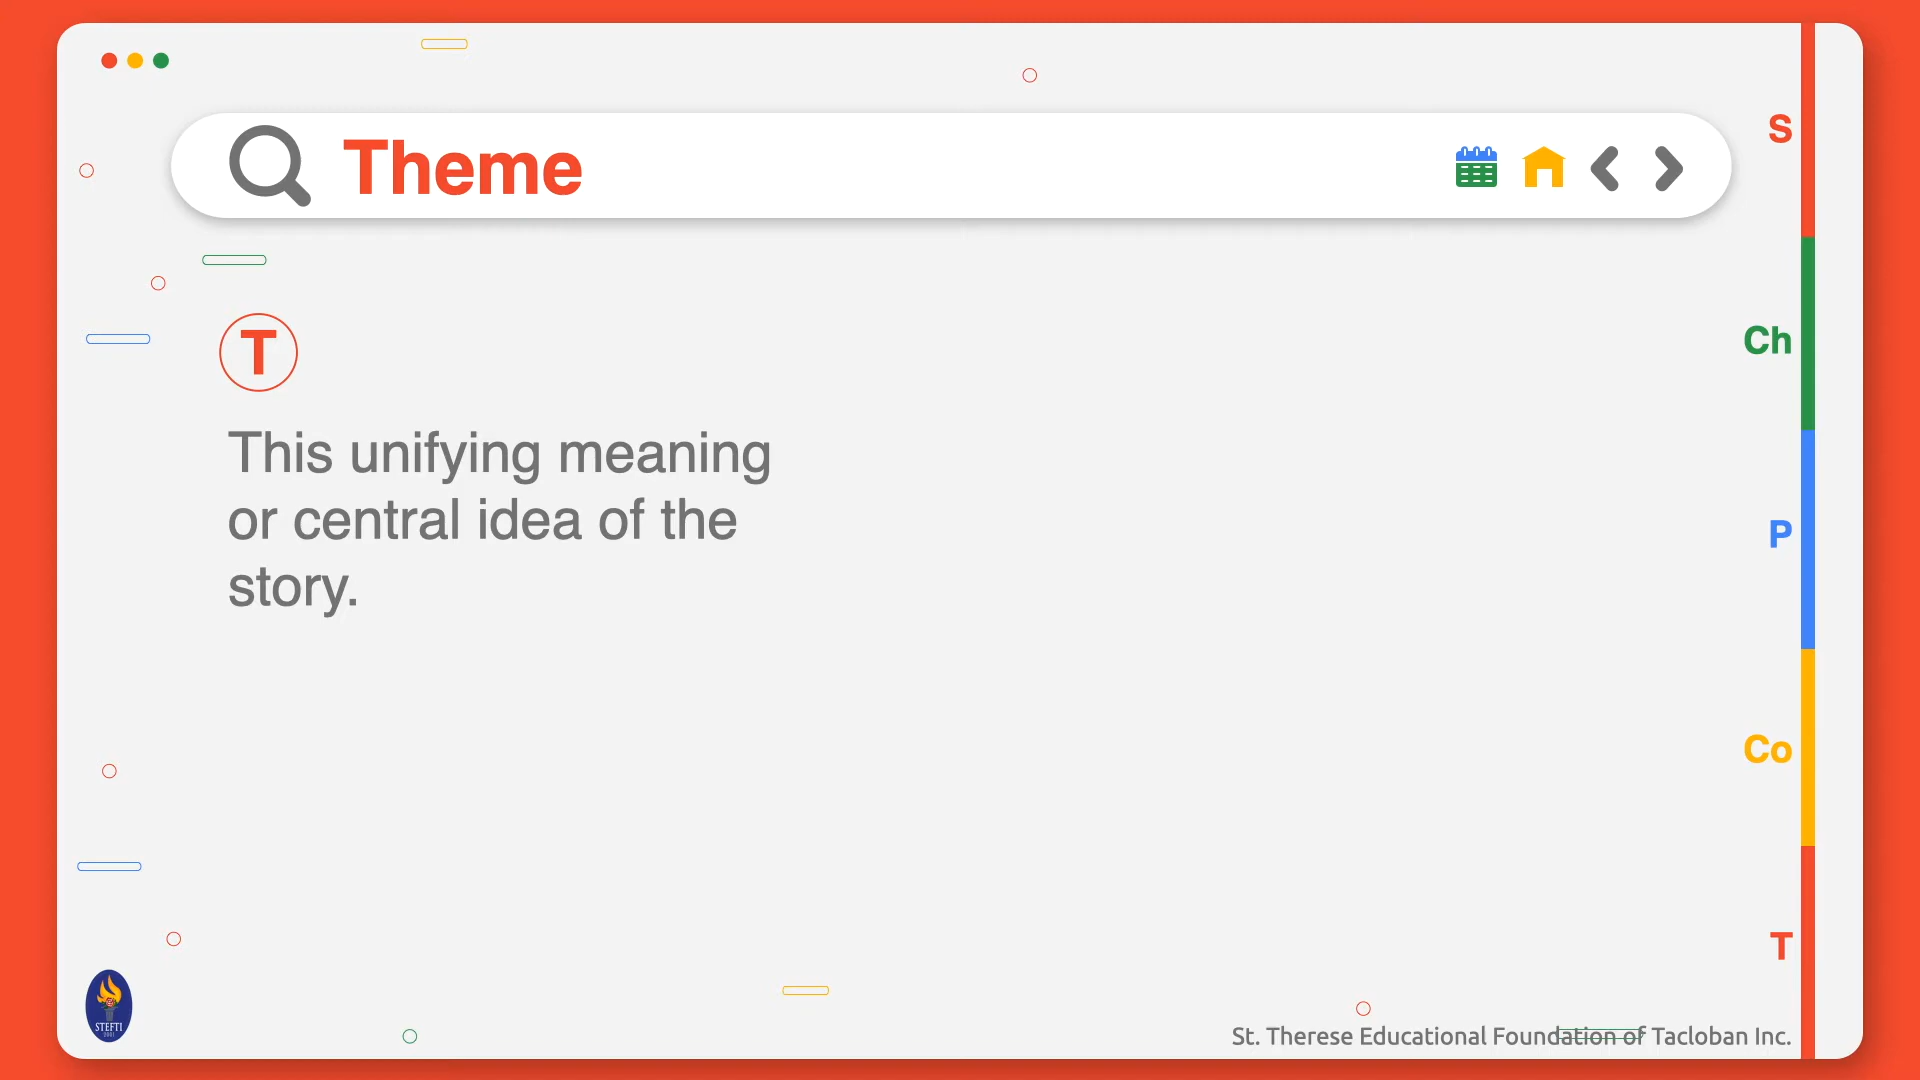 Theme
S
Ch
P
Co
T
T
This unifying meaning
or central idea of the
story.
STEFTI
St. Therese Educational Foundation of Tacloban Inc.